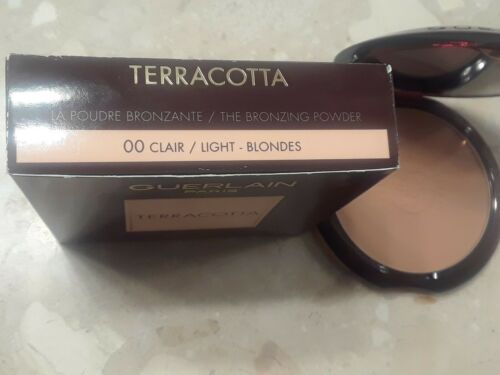 TERRACOTTA
LA POUDRE BRONZANTE / THE BRONZING POWDER
00 CLAIR / LIGHT - BLONDES
GUERLAIN
PARIS
TERRACOTTA